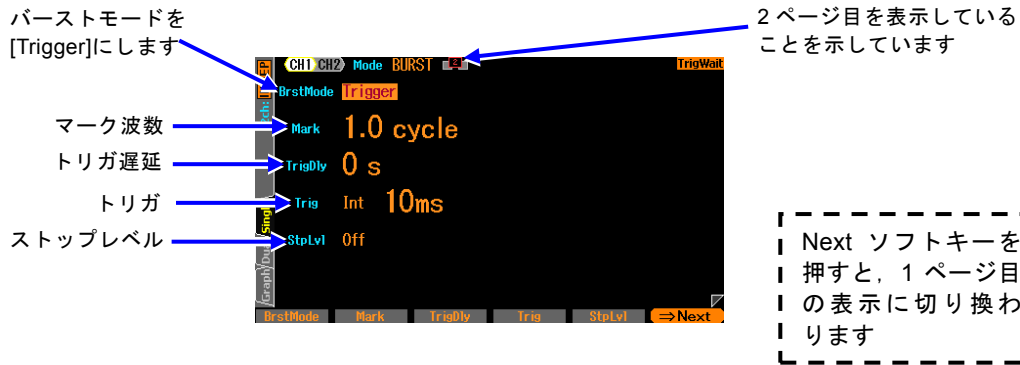 バーストモードを
[Trigger]にします
2 ページ目を表示している
ことを示しています
CH1 CH2 Mode BURST 2 TrigWait
BrstMode Trigger
マーク波数
Mark 1.0 cycle
トリガ遅延
TrigDly 0 s
トリガ
Trig Int 10ms
ストップレベル
StpLvl Off
BrstMode Mark TrigDly Trig StpLvl ⇒Next
Next ソフトキーを
押すと，1 ページ目
の表示に切り換わ
ります